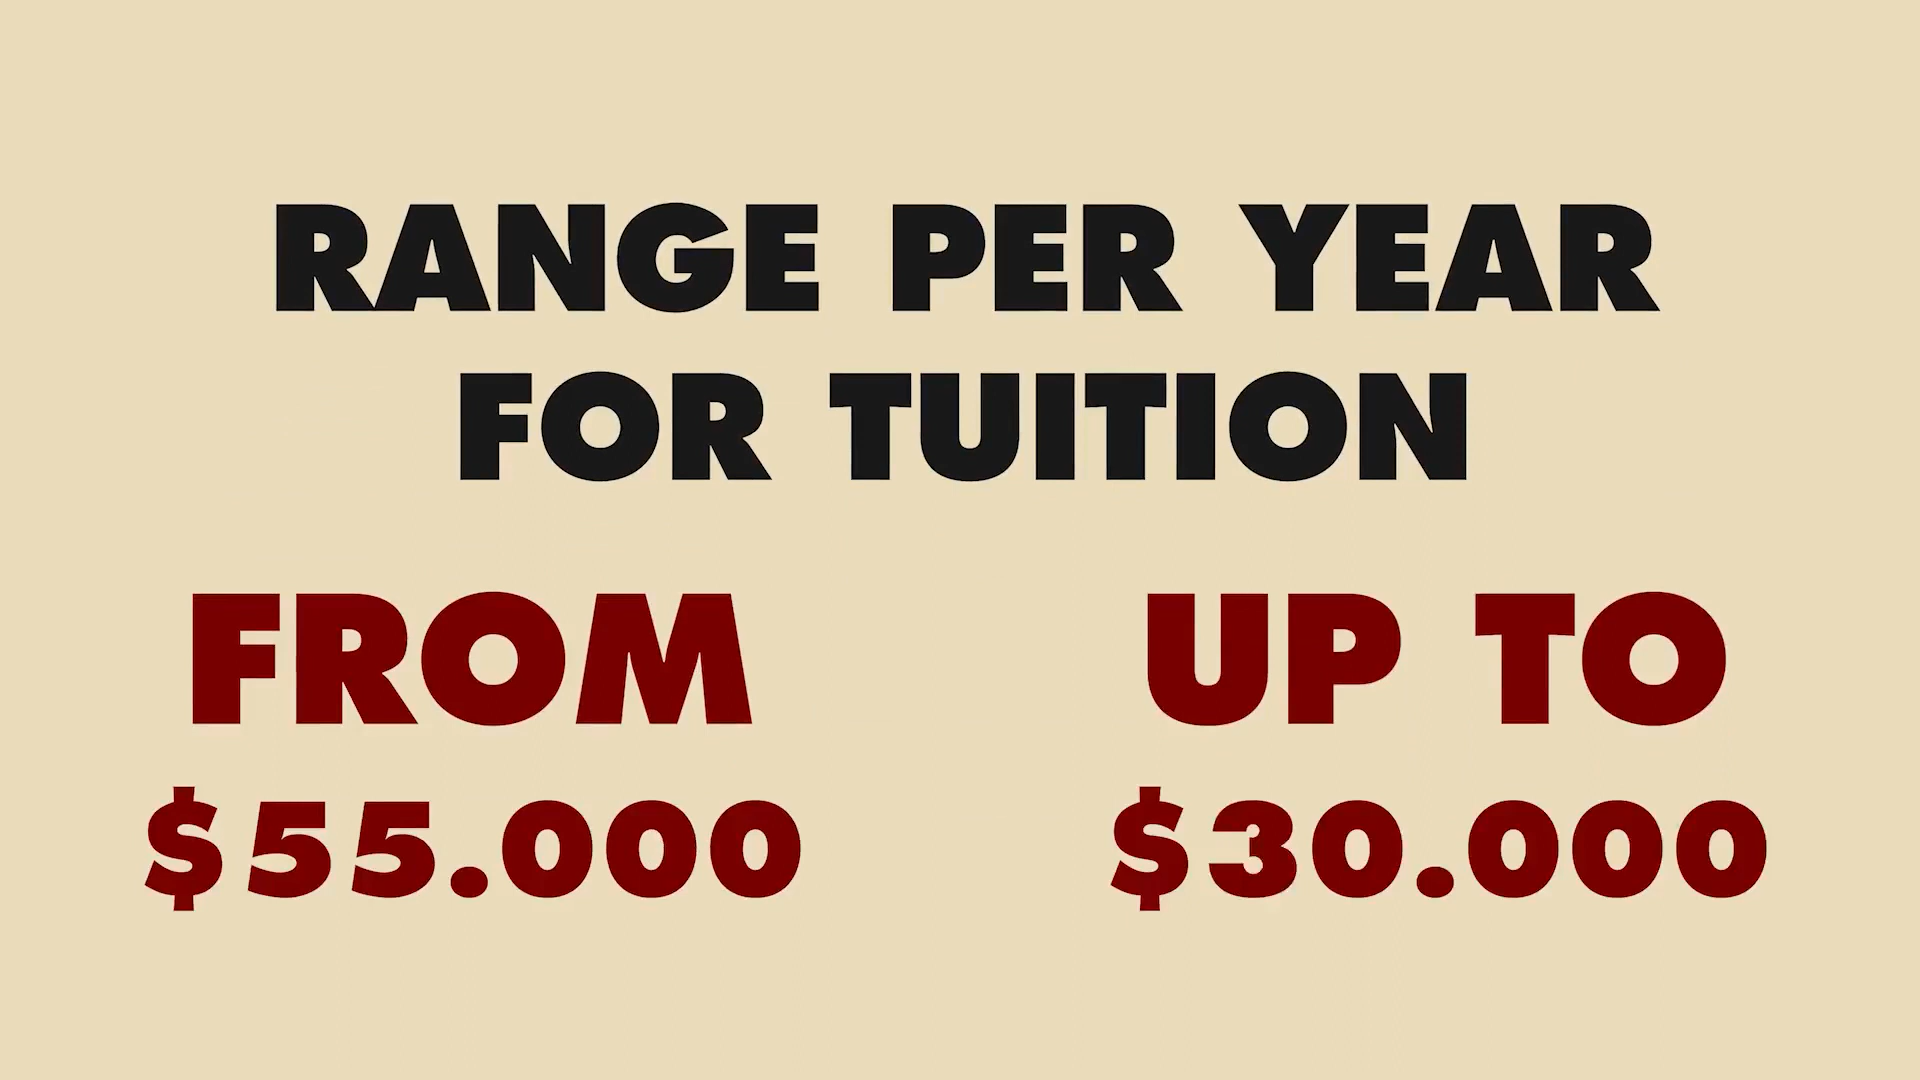 RANGE PER YEAR
FOR TUITION
FROM
$55.000
UP TO
$30.000